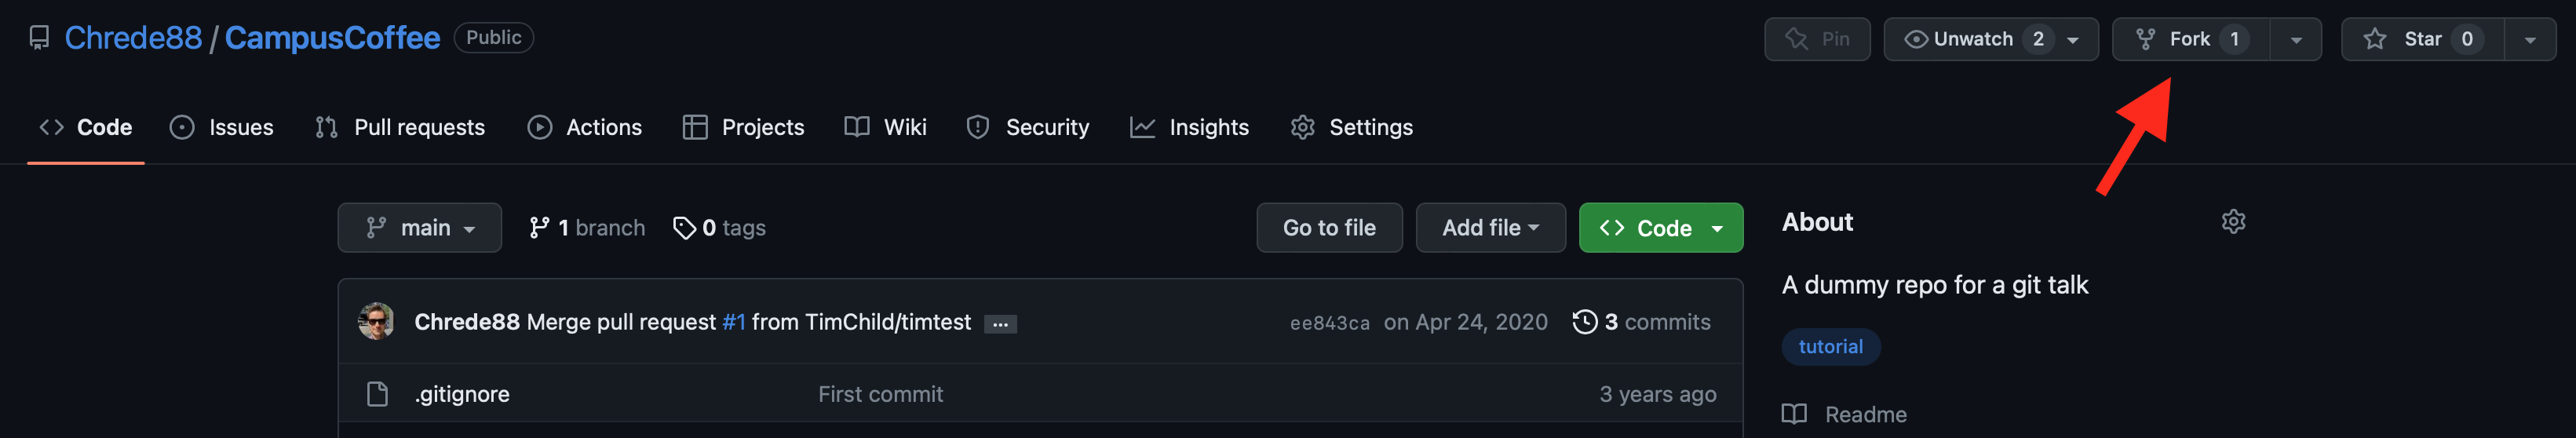 Chrede88 / CampusCoffee Public Pin Unwatch 2 Fork 1 Star 0
Code Issues Pull requests Actions Projects Wiki Security Insights Settings
main 1 branch 0 tags Go to file Add file Code About
A dummy repo for a git talk
Chrede88 Merge pull request #1 from TimChild/timtest ... ee843ca on Apr 24, 2020 3 commits
tutorial
.gitignore First commit 3 years ago
Readme